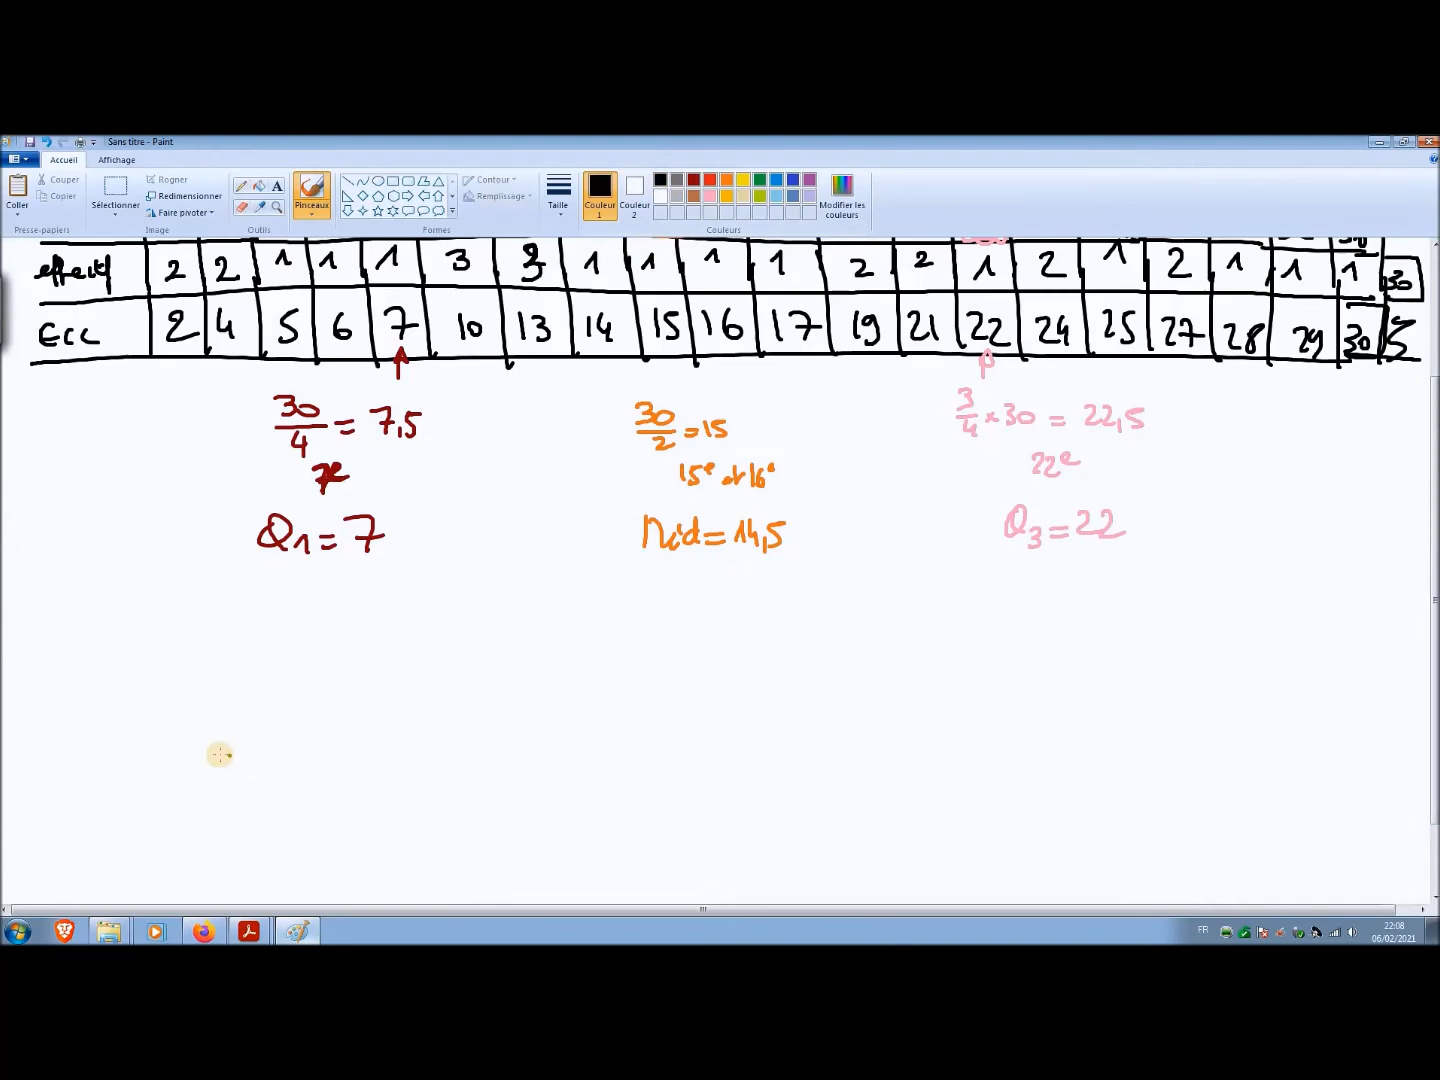 Sans titre - Paint
Accueil Affichage
Coller
Couper
Copier
Presse-papiers
Sélectionner
Rogner
Redimensionner
Faire pivoter
Image
A
Outils
Pinceaux
Contour
Remplissage
Formes
Taille
Couleur 1
Couleur 2
Modifier les couleurs
Couleurs
effectif 2 2 1 1 1 3 3 1 1 1 1 2 2 1 2 1 2 1 1 1 30
ECC 2 4 5 6 7 10 13 14 15 16 17 19 21 22 24 25 27 28 29 30
30/4 = 7,5
7e
Q1 = 7
30/2 = 15
15e et 16e
Méd = 14,5
3/4 × 30 = 22,5
22e
Q3 = 22
FR
22:08
06/02/2021